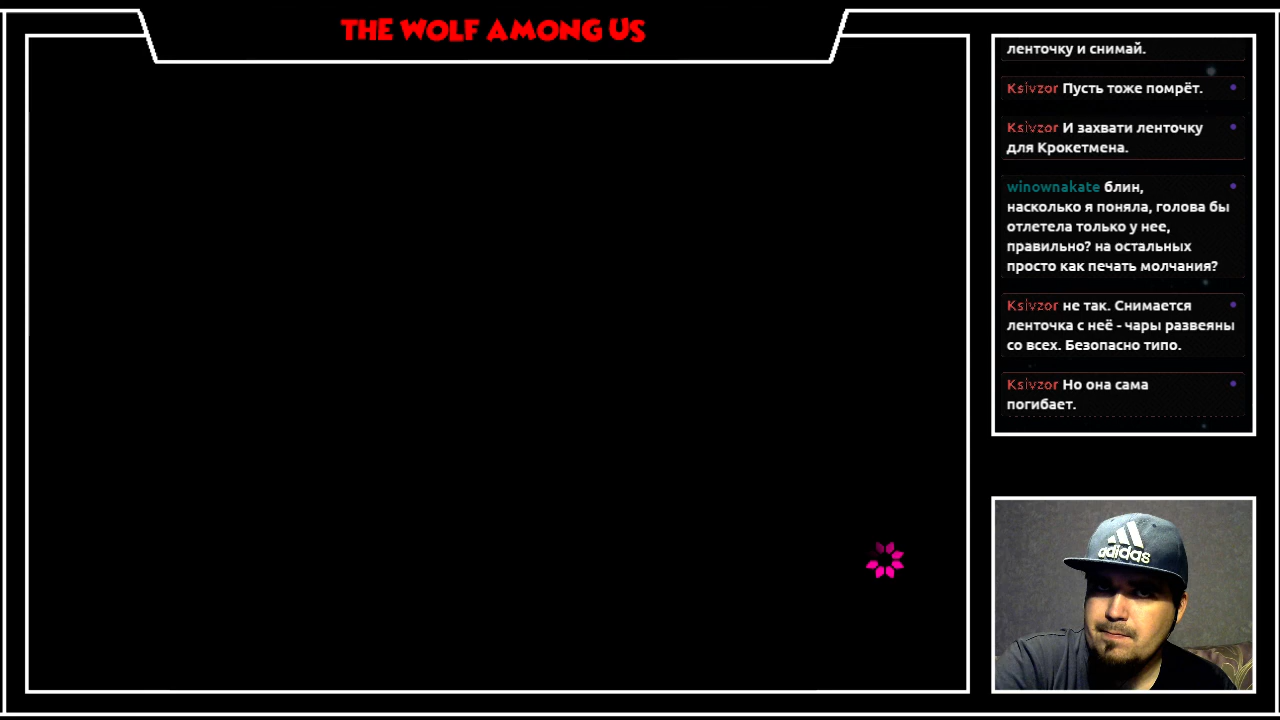 THE WOLF AMONG US
ленточку и снимай.
Ksivzor Пусть тоже помрёт.
Ksivzor И захвати ленточку
для Крокетмена.
winownakate блин,
насколько я поняла, голова бы
отлетела только у нее,
правильно? на остальных
просто как печать молчания?
Ksivzor не так. Снимается
ленточка с неё - чары развеяны
со всех. Безопасно типо.
Ksivzor Но она сама
погибает.
adidas